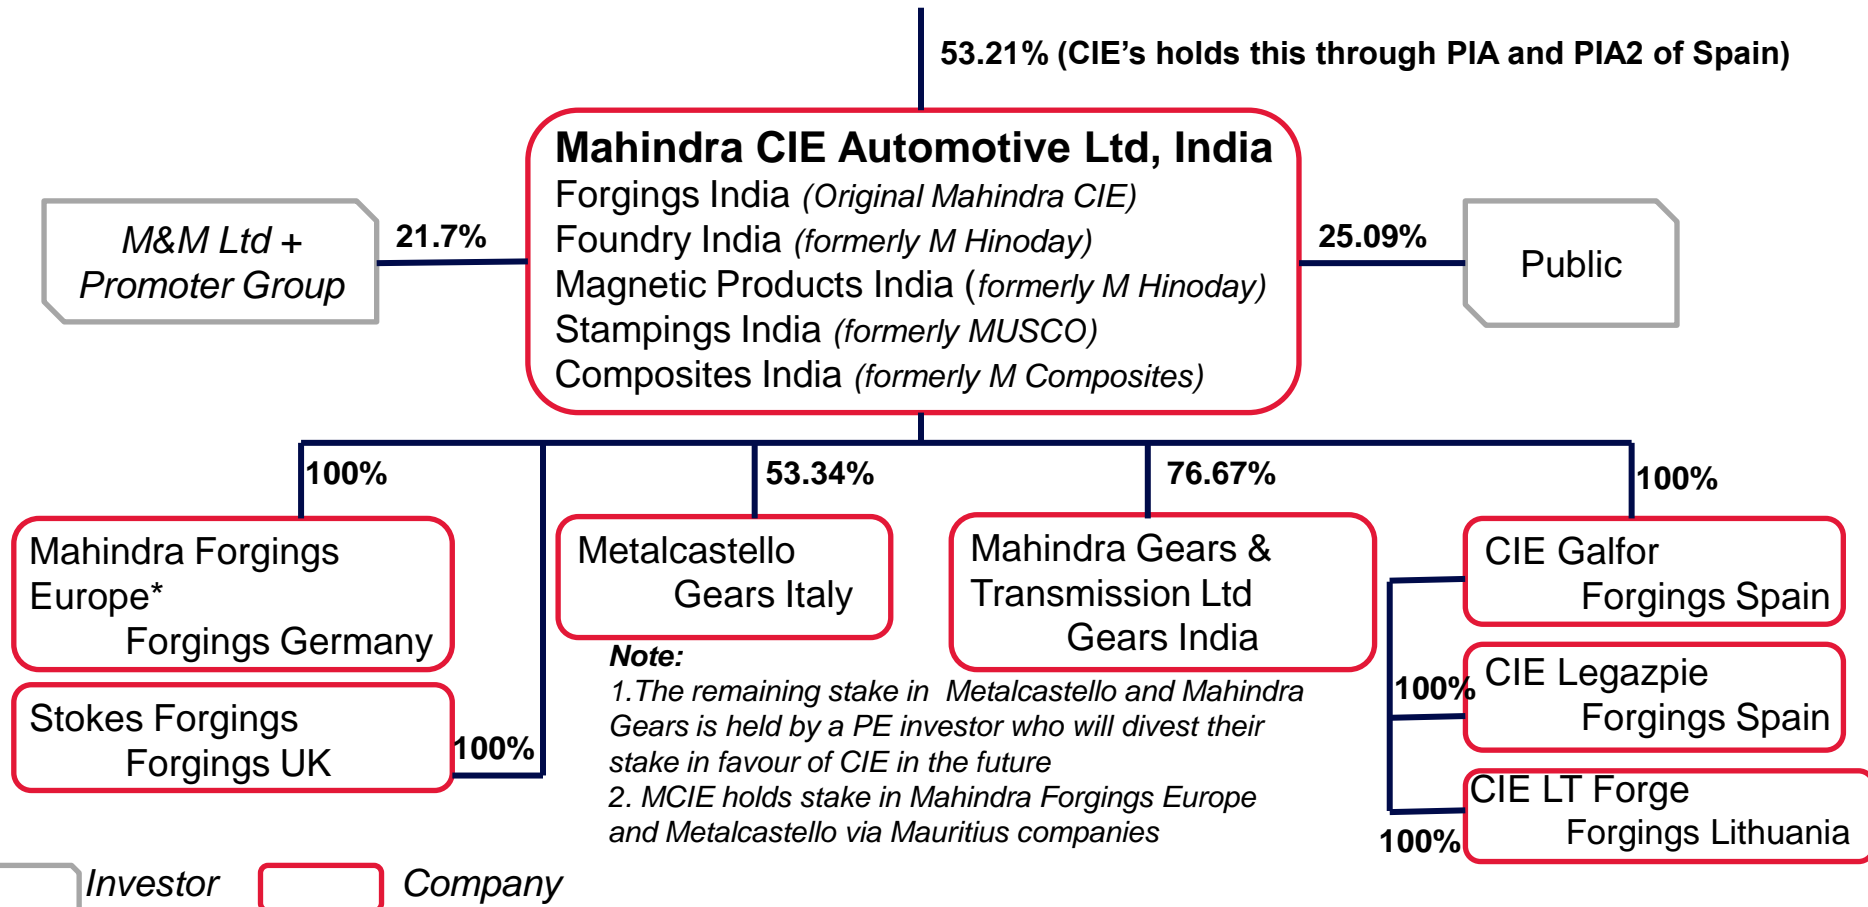 53.21% (CIE's holds this through PIA and PIA2 of Spain)
Mahindra CIE Automotive Ltd, India
Forgings India (Original Mahindra CIE)
Foundry India (formerly M Hinoday)
Magnetic Products India (formerly M Hinoday)
Stampings India (formerly MUSCO)
Composites India (formerly M Composites)
M&M Ltd +
Promoter Group
21.7%
25.09%
Public
100%
53.34%
76.67%
100%
Mahindra Forgings
Europe*
Forgings Germany
Metalcastello
Gears Italy
Mahindra Gears &
Transmission Ltd
Gears India
CIE Galfor
Forgings Spain
Stokes Forgings
Forgings UK
100%
Note:
1.The remaining stake in Metalcastello and Mahindra
Gears is held by a PE investor who will divest their
stake in favour of CIE in the future
2. MCIE holds stake in Mahindra Forgings Europe
and Metalcastello via Mauritius companies
100%
CIE Legazpie
Forgings Spain
CIE LT Forge
Forgings Lithuania
100%
Investor
Company